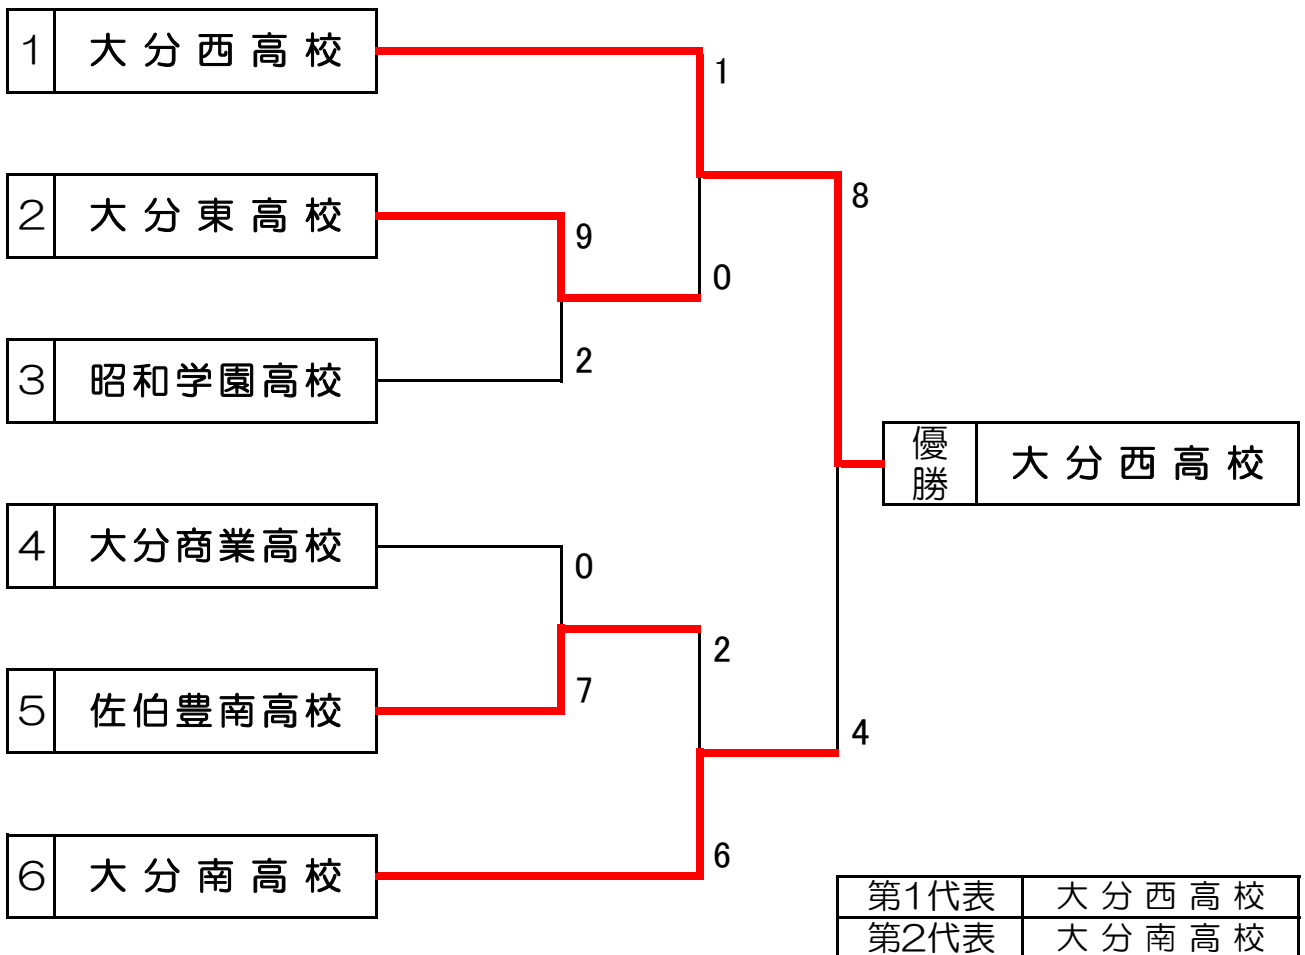 1 大分西高校
1
2 大分東高校
8
9
0
3 昭和学園高校
2
優勝 大分西高校
4 大分商業高校
0
2
5 佐伯豊南高校
7
4
6 大分南高校
6
第1代表 大分西高校
第2代表 大分南高校